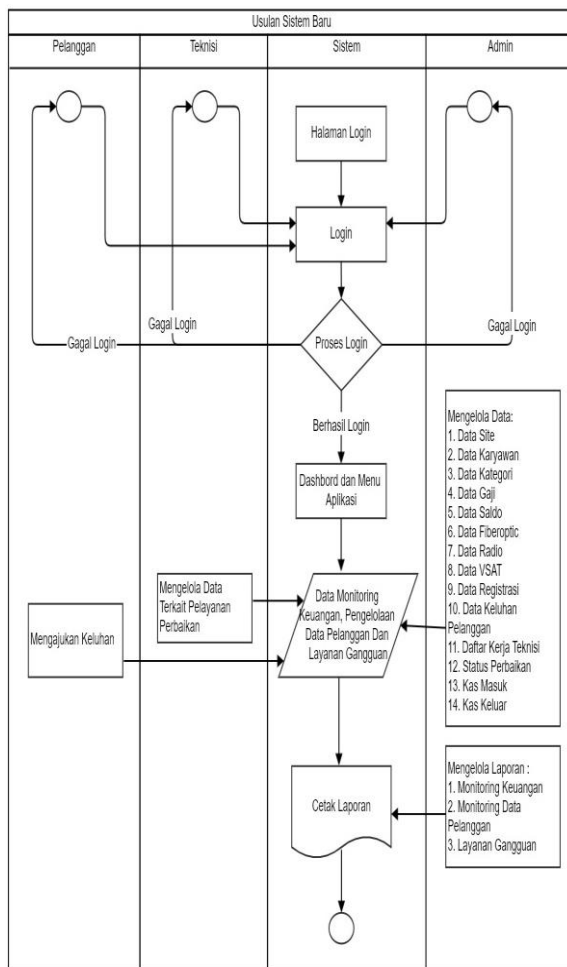 Usulan Sistem Baru
Pelanggan
Teknisi
Sistem
Admin
Halaman Login
Login
Proses Login
Gagal Login
Gagal Login
Gagal Login
Berhasil Login
Dashbord dan Menu
Aplikasi
Mengelola Data
Terkait Pelayanan
Perbaikan
Mengajukan Keluhan
Data Monitoring
Keuangan, Pengelolaan
Data Pelanggan Dan
Layanan Gangguan
Mengelola Data:
1. Data Site
2. Data Karyawan
3. Data Kategori
4. Data Gaji
5. Data Saldo
6. Data Fiberoptic
7. Data Radio
8. Data VSAT
9. Data Registrasi
10. Data Keluhan
Pelanggan
11. Daftar Kerja Teknisi
12. Status Perbaikan
13. Kas Masuk
14. Kas Keluar
Cetak Laporan
Mengelola Laporan :
1. Monitoring Keuangan
2. Monitoring Data
Pelanggan
3. Layanan Gangguan